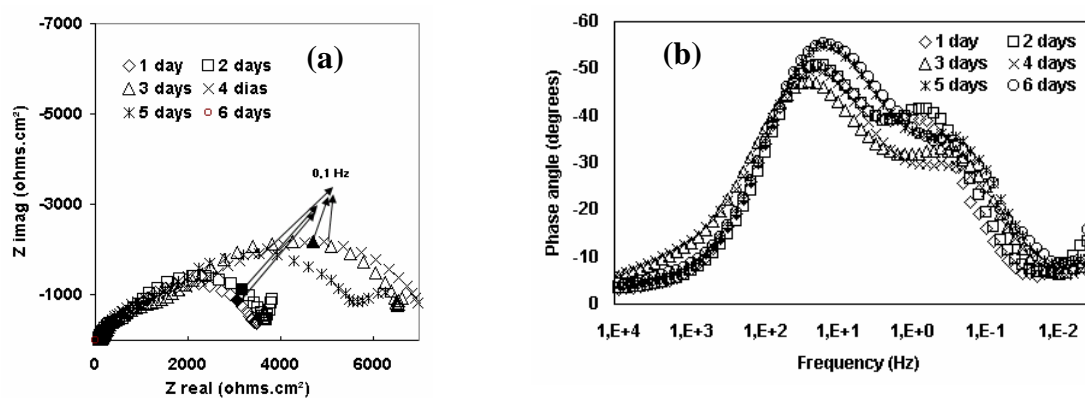 (a)
-7000
-5000
-3000
-1000
1 day 2 days
3 days 4 dias
5 days 6 days
0,1 Hz
0 2000 4000 6000
Z real (ohms.cm²)
Z imag (ohms.cm²)
(b)
-60
-50
-40
-30
-20
-10
0
1 day 2 days
3 days 4 days
5 days 6 days
1,E+4 1,E+3 1,E+2 1,E+1 1,E+0 1,E-1 1,E-2
Frequency (Hz)
Phase angle (degrees)